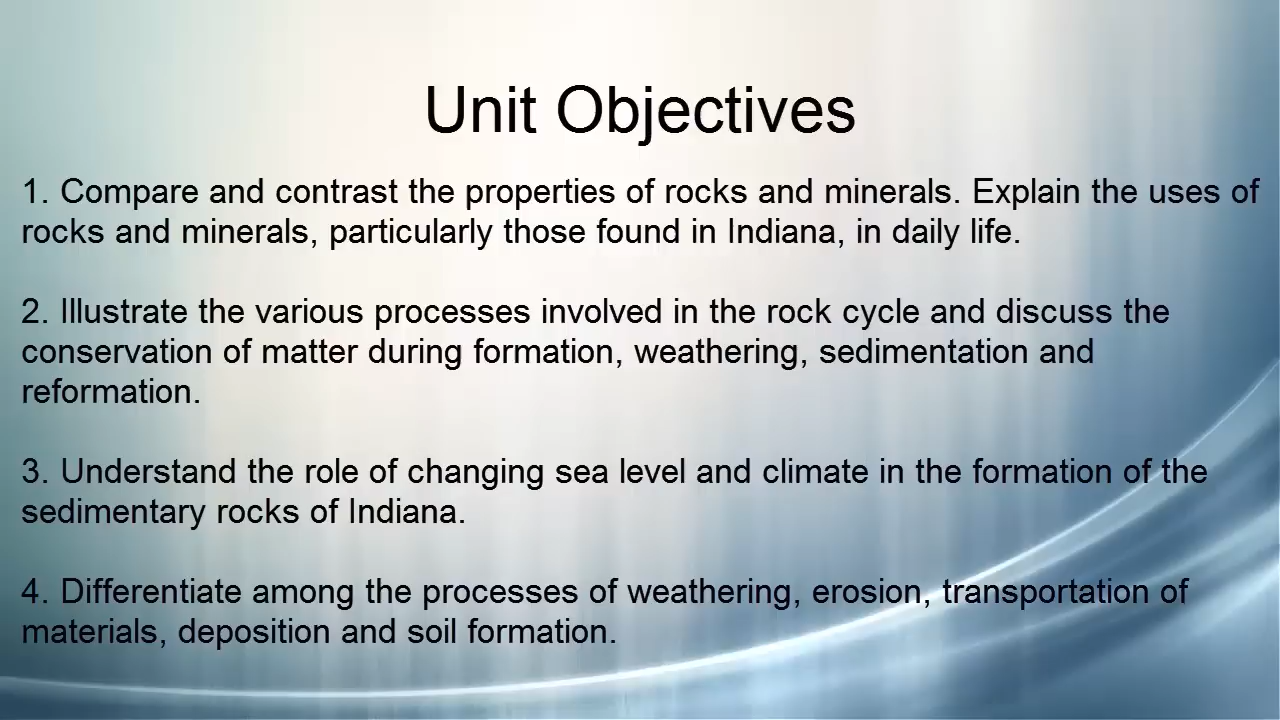 Unit Objectives
1. Compare and contrast the properties of rocks and minerals. Explain the uses of
rocks and minerals, particularly those found in Indiana, in daily life.
2. Illustrate the various processes involved in the rock cycle and discuss the
conservation of matter during formation, weathering, sedimentation and
reformation.
3. Understand the role of changing sea level and climate in the formation of the
sedimentary rocks of Indiana.
4. Differentiate among the processes of weathering, erosion, transportation of
materials, deposition and soil formation.